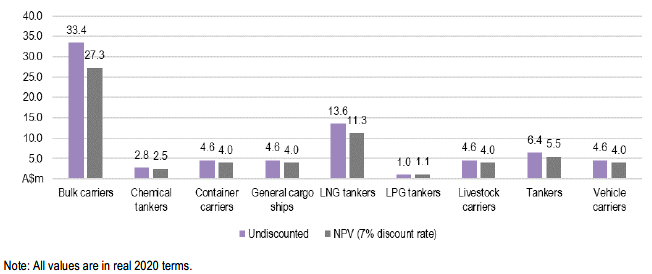 40.0
35.0
30.0
25.0
20.0
15.0
10.0
5.0
A$m
33.4
27.3
2.8 2.5
4.6 4.0
4.6 4.0
13.6
11.3
1.0 1.1
4.6 4.0
6.4 5.5
4.6 4.0
Bulk carriers
Chemical
tankers
Container
carriers
General cargo
ships
LNG tankers
LPG tankers
Livestock
carriers
Tankers
Vehicle
carriers
Undiscounted
NPV (7% discount rate)
Note: All values are in real 2020 terms.